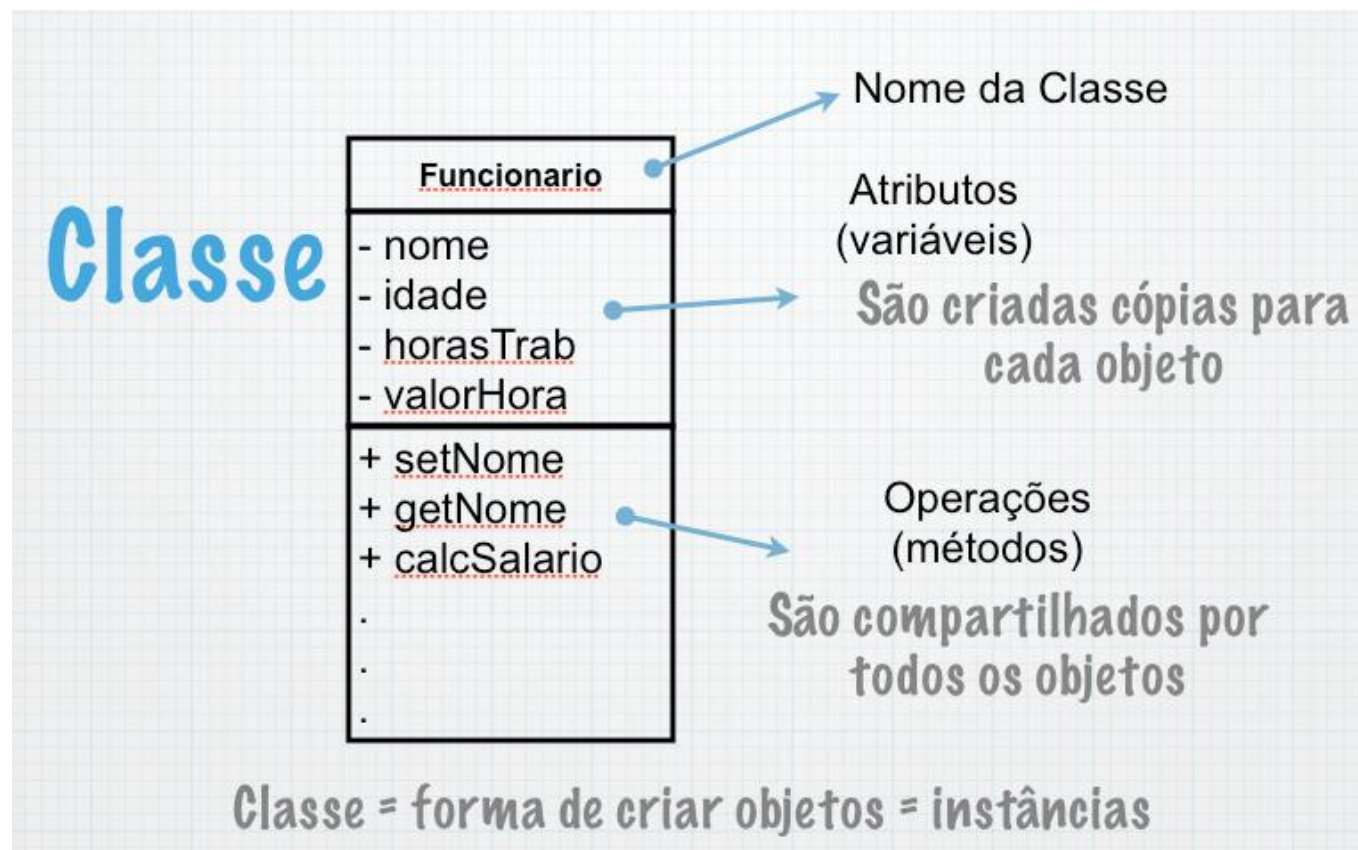 Classe
Funcionario
- nome
- idade
- horasTrab
- valorHora
+ setNome
+ getNome
+ calcSalario
.
.
.
Nome da Classe
Atributos
(variáveis)
São criadas cópias para
cada objeto
Operações
(métodos)
São compartilhados por
todos os objetos
Classe = forma de criar objetos = instâncias